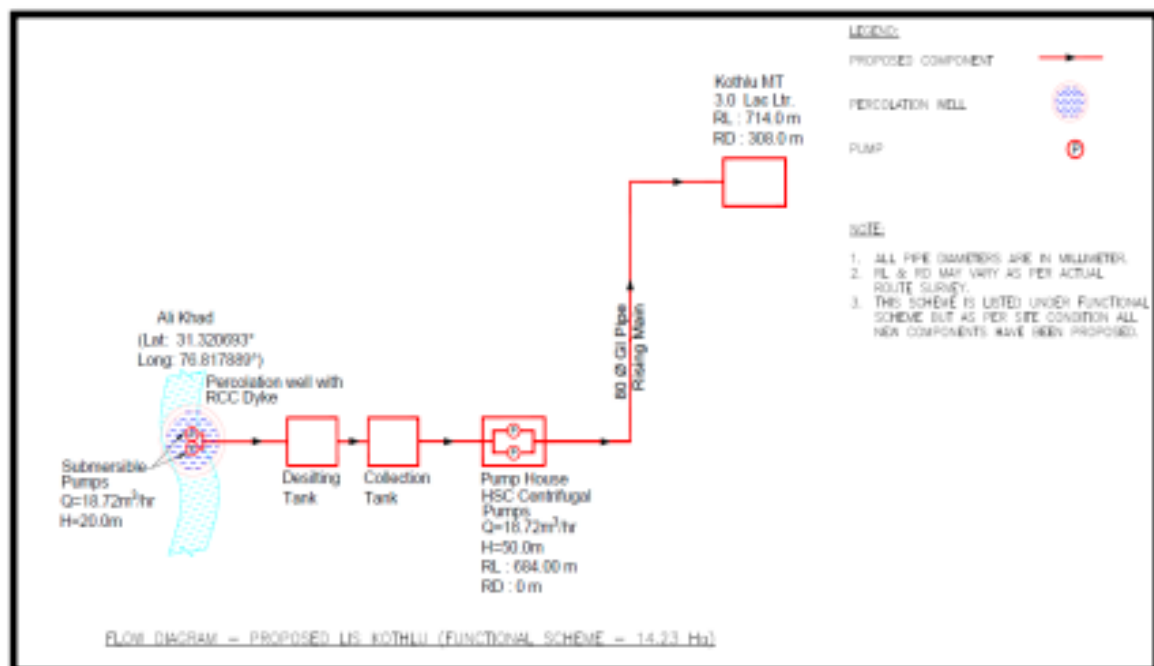 LEGEND:
PROPOSED COMPONENT
PERCOLATION WELL
PUMP
P
Kothlu MT
3.0 Lac Ltr.
RL : 714.0 m
RD : 308.0 m
NOTE:
1. ALL PIPE DIAMETERS ARE IN MILLIMETER.
2. RL & RD MAY VARY AS PER ACTUAL
ROUTE SURVEY.
3. THIS SCHEME IS LISTED UNDER FUNCTIONAL
SCHEME BUT AS PER SITE CONDITION ALL
NEW COMPONENTS HAVE BEEN PROPOSED.
Ali Khad
(Lat: 31.320693°
Long: 76.817889°)
Percolation well with
RCC Dyke
80 Ø GI Pipe
Rising Main
P
P
P
P
Submersible
Pumps
Q=18.72m³/hr
H=20.0m
Desilting
Tank
Collection
Tank
Pump House
HSC Centrifugal
Pumps
Q=18.72m³/hr
H=50.0m
RL : 684.00 m
RD : 0 m
FLOW DIAGRAM - PROPOSED LIS KOTHLU (FUNCTIONAL SCHEME - 14.23 Ha)